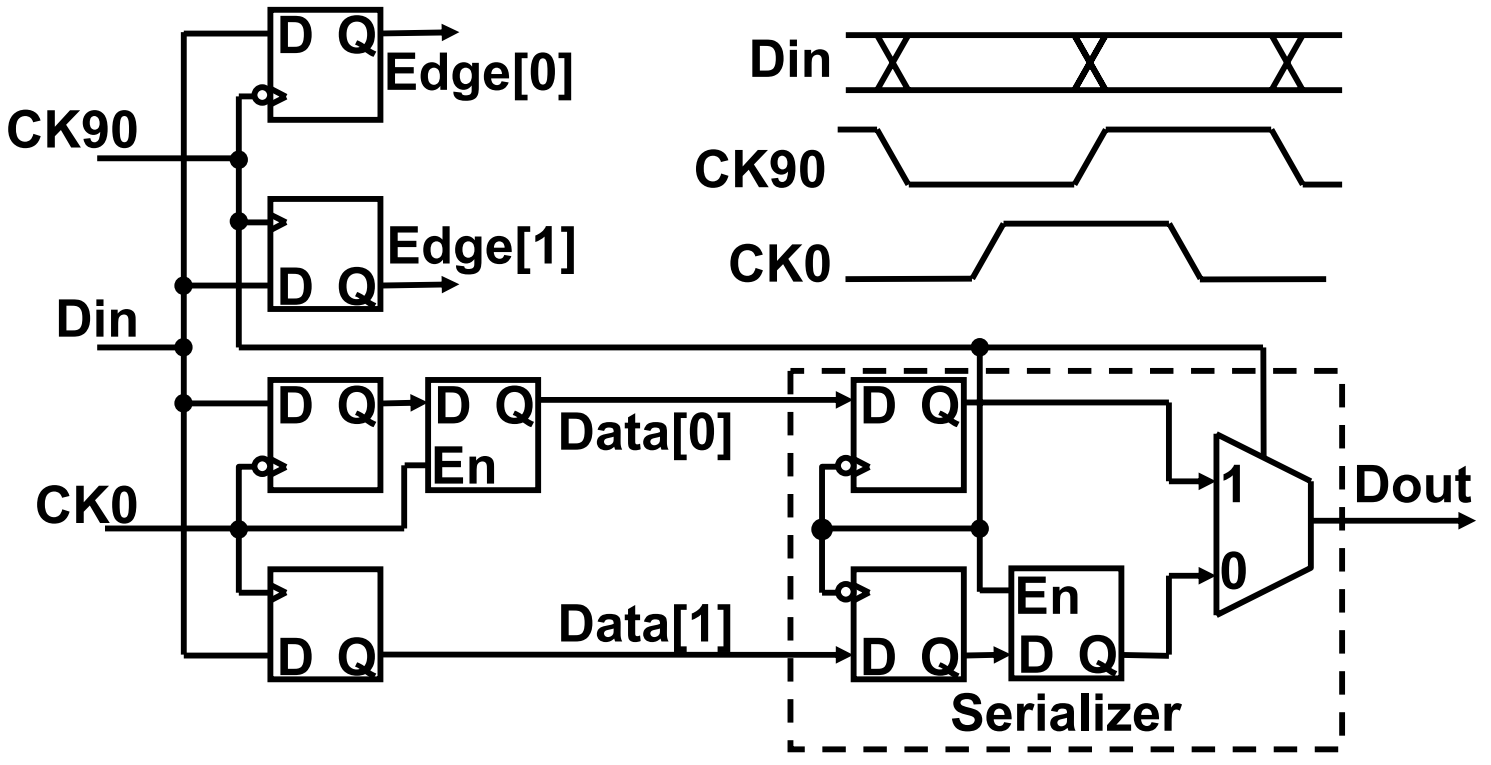 D Q
Edge[0]
CK90
Edge[1]
D Q
Din
D Q
D Q
En
Data[0]
CK0
D Q
Data[1]
D Q
1
0
Dout
En
D Q
D Q
Serializer
Din
CK90
CK0